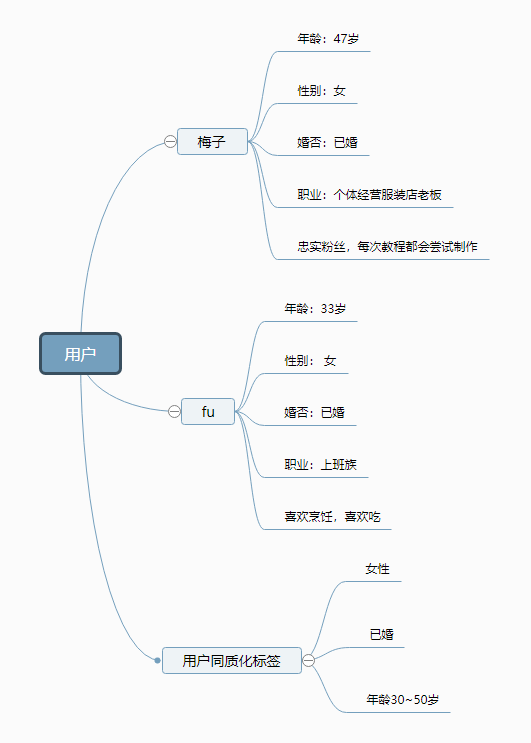 用户
梅子
年龄：47岁
性别：女
婚否：已婚
职业：个体经营服装店老板
忠实粉丝，每次教程都会尝试制作
fu
年龄：33岁
性别： 女
婚否：已婚
职业：上班族
喜欢烹饪，喜欢吃
用户同质化标签
女性
已婚
年龄30~50岁